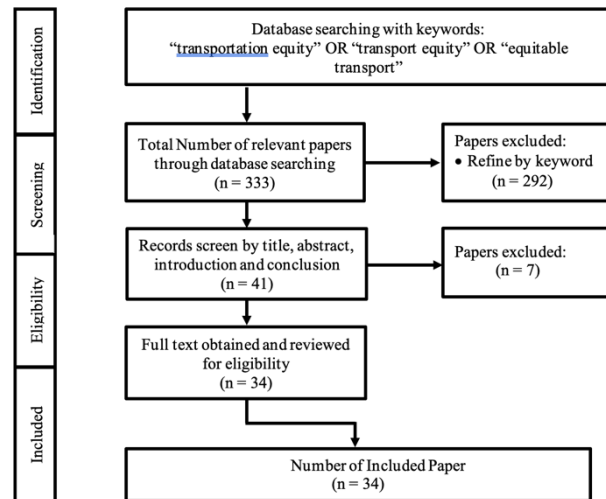 Identification
Database searching with keywords:
“transportation equity” OR “transport equity” OR “equitable
transport”
Screening
Total Number of relevant papers
through database searching
(n = 333)
Papers excluded:
• Refine by keyword
(n = 292)
Eligibility
Records screen by title, abstract,
introduction and conclusion
(n = 41)
Papers excluded:
(n = 7)
Full text obtained and reviewed
for eligibility
(n = 34)
Included
Number of Included Paper
(n = 34)